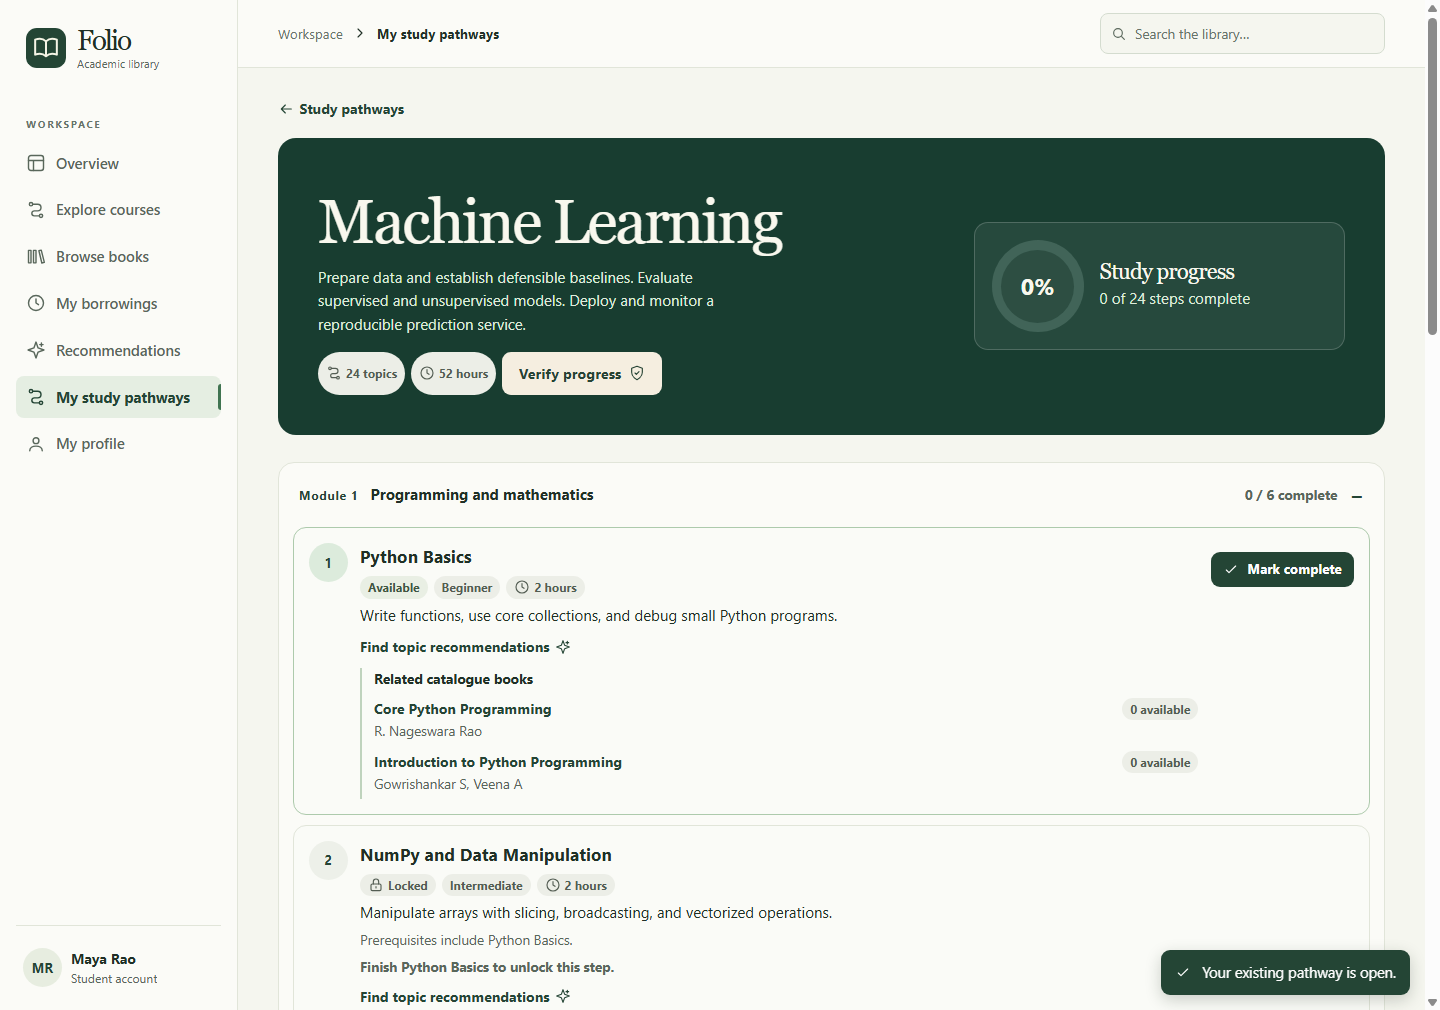 Folio
Academic library
WORKSPACE
Overview
Explore courses
Browse books
My borrowings
Recommendations
My study pathways
My profile
MR
Maya Rao
Student account
Workspace
My study pathways
Search the library...
Study pathways
Machine Learning
Prepare data and establish defensible baselines. Evaluate
supervised and unsupervised models. Deploy and monitor a
reproducible prediction service.
24 topics
52 hours
Verify progress
0%
Study progress
0 of 24 steps complete
Module 1 Programming and mathematics
0 / 6 complete
1
Python Basics
Available
Beginner
2 hours
Mark complete
Write functions, use core collections, and debug small Python programs.
Find topic recommendations
Related catalogue books
Core Python Programming
0 available
R. Nageswara Rao
Introduction to Python Programming
0 available
Gowrishankar S, Veena A
2
NumPy and Data Manipulation
Locked
Intermediate
2 hours
Manipulate arrays with slicing, broadcasting, and vectorized operations.
Prerequisites include Python Basics.
Finish Python Basics to unlock this step.
Find topic recommendations
Your existing pathway is open.